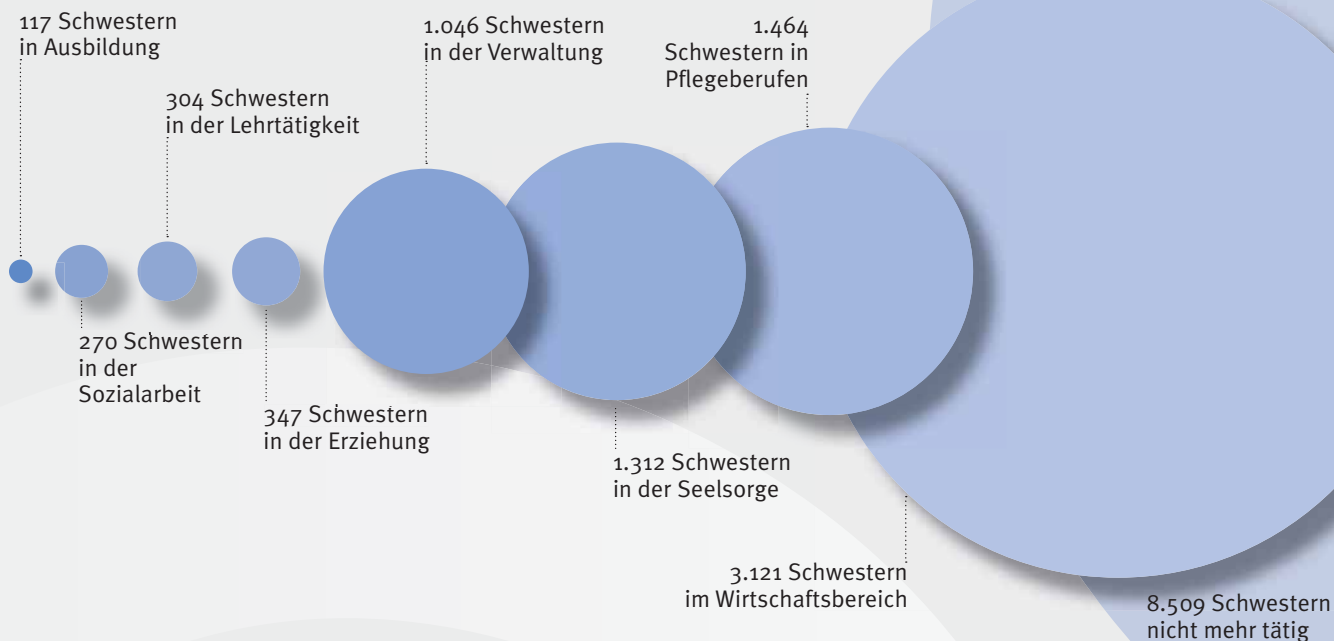 117 Schwestern
in Ausbildung
270 Schwestern
in der
Sozialarbeit
304 Schwestern
in der Lehrtätigkeit
347 Schwestern
in der Erziehung
1.046 Schwestern
in der Verwaltung
1.312 Schwestern
in der Seelsorge
1.464
Schwestern in
Pflegeberufen
3.121 Schwestern
im Wirtschaftsbereich
8.509 Schwestern
nicht mehr tätig